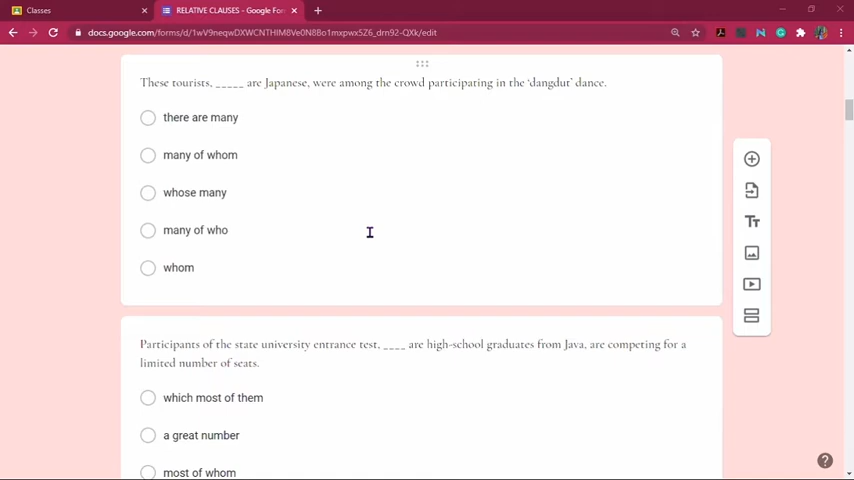 Classes
RELATIVE CLAUSES - Google For
docs.google.com/forms/d/1wV9neqwDXWCNTHIM8Ve0N8Bo1mxpwx5Z6_drn92-QXk/edit
These tourists, _____ are Japanese, were among the crowd participating in the ‘dangdut’ dance.
there are many
many of whom
whose many
many of who
whom
Participants of the state university entrance test, ____ are high-school graduates from Java, are competing for a
limited number of seats.
which most of them
a great number
most of whom